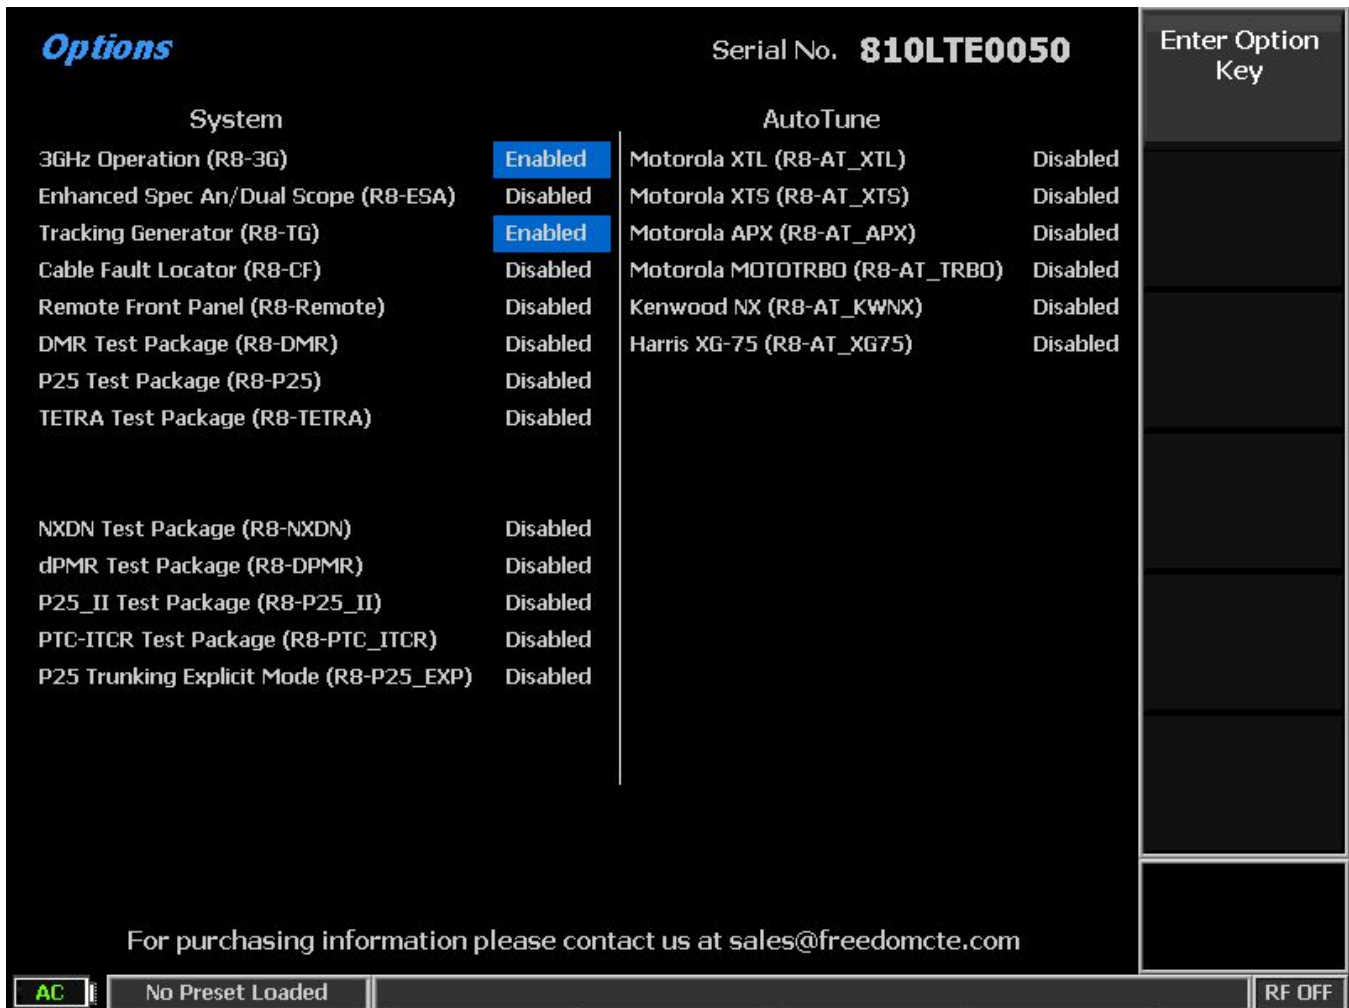 Options
Serial No. 810LTE0050
Enter Option
Key
System
AutoTune
3GHz Operation (R8-3G) Enabled
Motorola XTL (R8-AT_XTL) Disabled
Enhanced Spec An/Dual Scope (R8-ESA) Disabled
Motorola XTS (R8-AT_XTS) Disabled
Tracking Generator (R8-TG) Enabled
Motorola APX (R8-AT_APX) Disabled
Cable Fault Locator (R8-CF) Disabled
Motorola MOTOTRBO (R8-AT_TRBO) Disabled
Remote Front Panel (R8-Remote) Disabled
Kenwood NX (R8-AT_KWNX) Disabled
DMR Test Package (R8-DMR) Disabled
Harris XG-75 (R8-AT_XG75) Disabled
P25 Test Package (R8-P25) Disabled
TETRA Test Package (R8-TETRA) Disabled
NXDN Test Package (R8-NXDN) Disabled
dPMR Test Package (R8-DPMR) Disabled
P25_II Test Package (R8-P25_II) Disabled
PTC-ITCR Test Package (R8-PTC_ITCR) Disabled
P25 Trunking Explicit Mode (R8-P25_EXP) Disabled
For purchasing information please contact us at sales@freedomcte.com
AC
No Preset Loaded
RF OFF